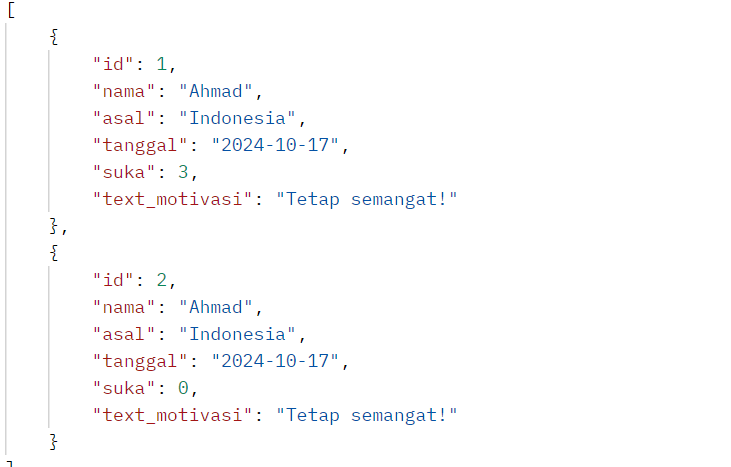 [
    {
        "id": 1,
        "nama": "Ahmad",
        "asal": "Indonesia",
        "tanggal": "2024-10-17",
        "suka": 3,
        "text_motivasi": "Tetap semangat!"
    },
    {
        "id": 2,
        "nama": "Ahmad",
        "asal": "Indonesia",
        "tanggal": "2024-10-17",
        "suka": 0,
        "text_motivasi": "Tetap semangat!"
    }
]